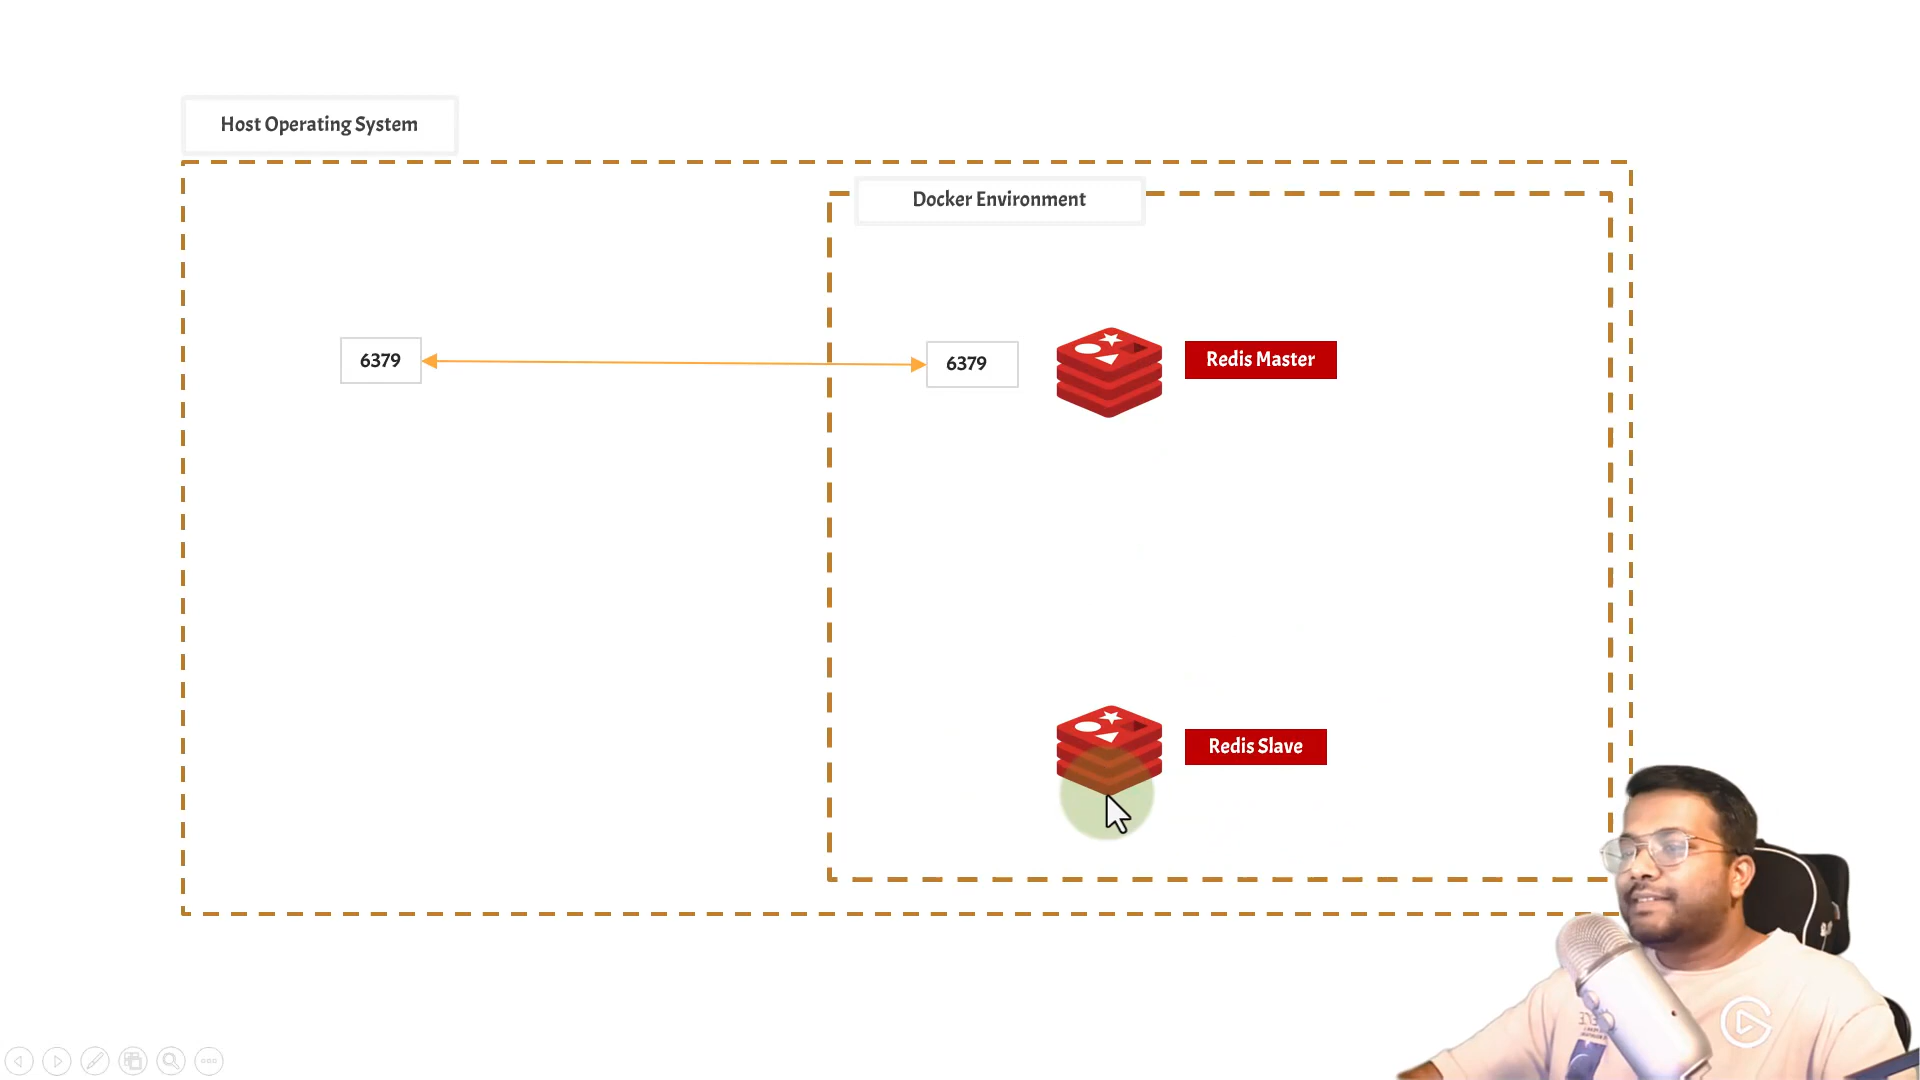 Host Operating System
Docker Environment
6379
6379
Redis Master
Redis Slave